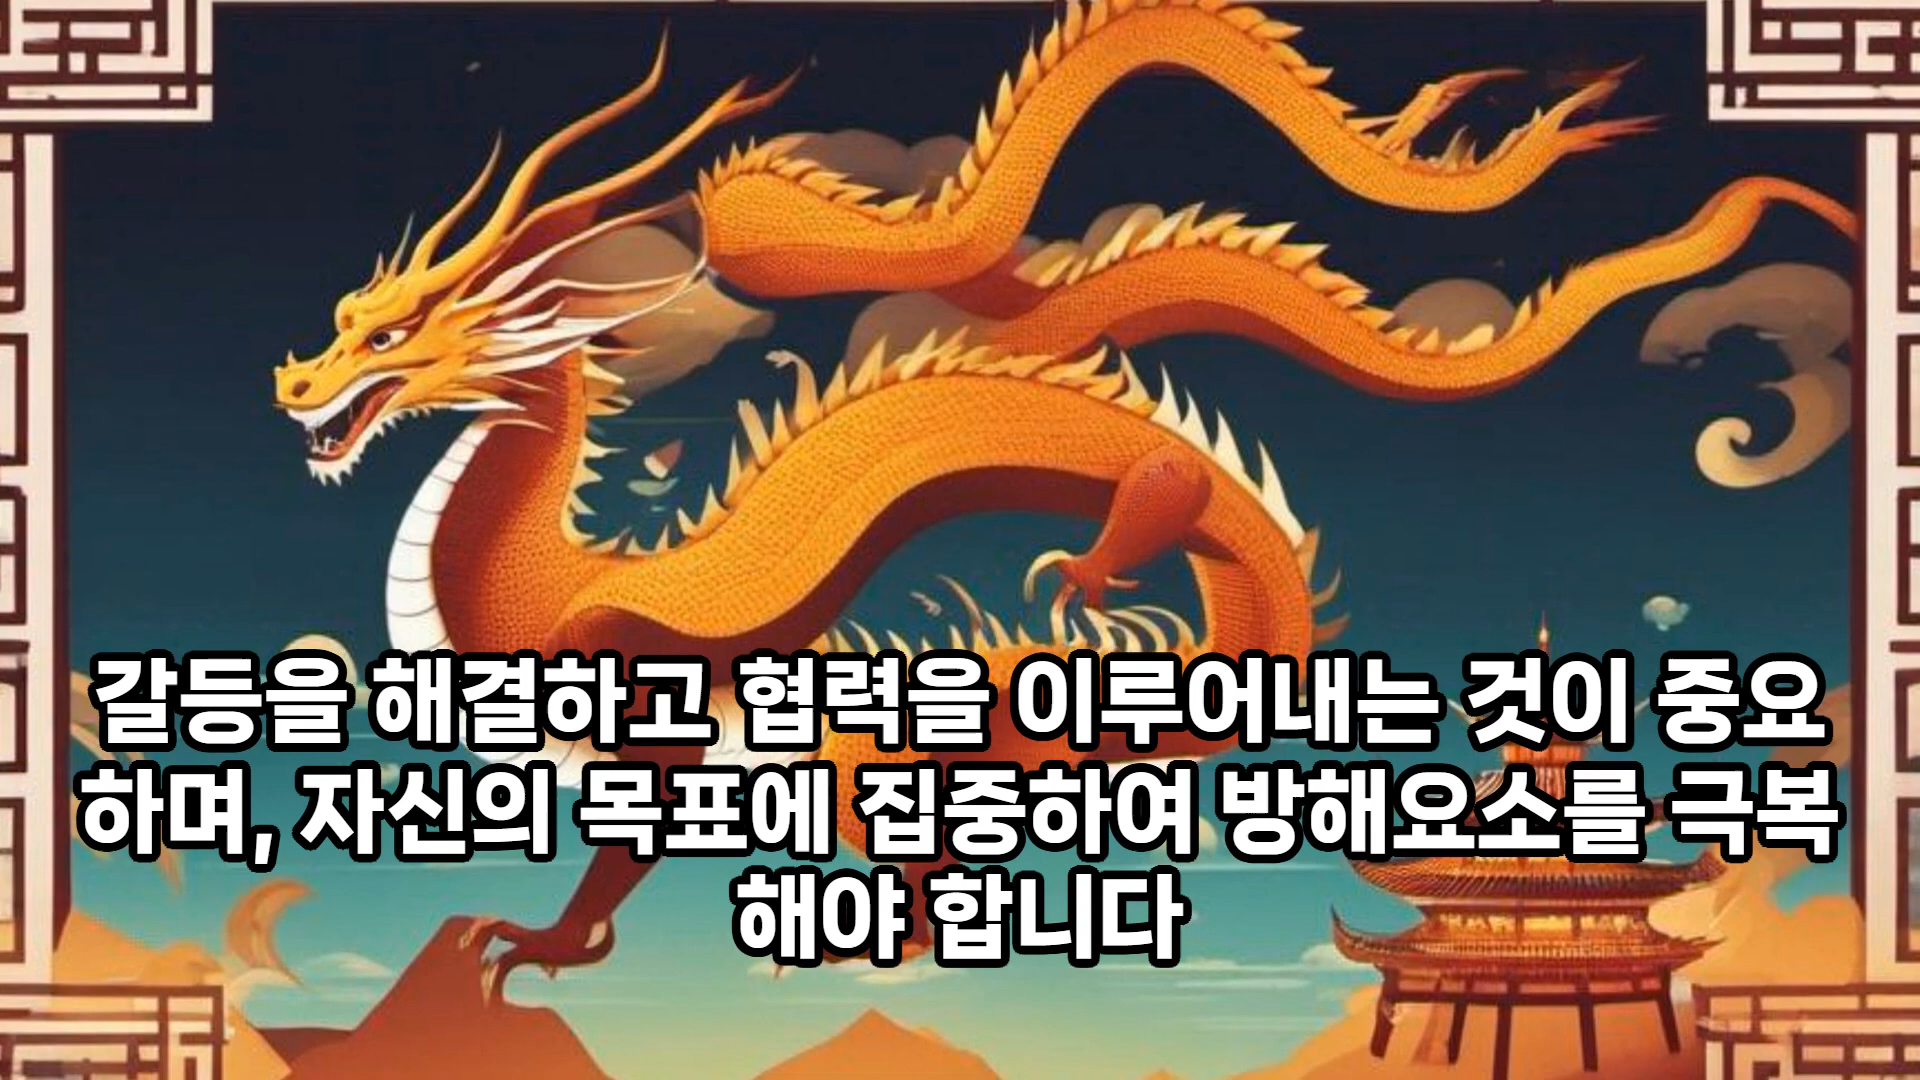 갈등을 해결하고 협력을 이루어내는 것이 중요
하며, 자신의 목표에 집중하여 방해요소를 극복
해야 합니다